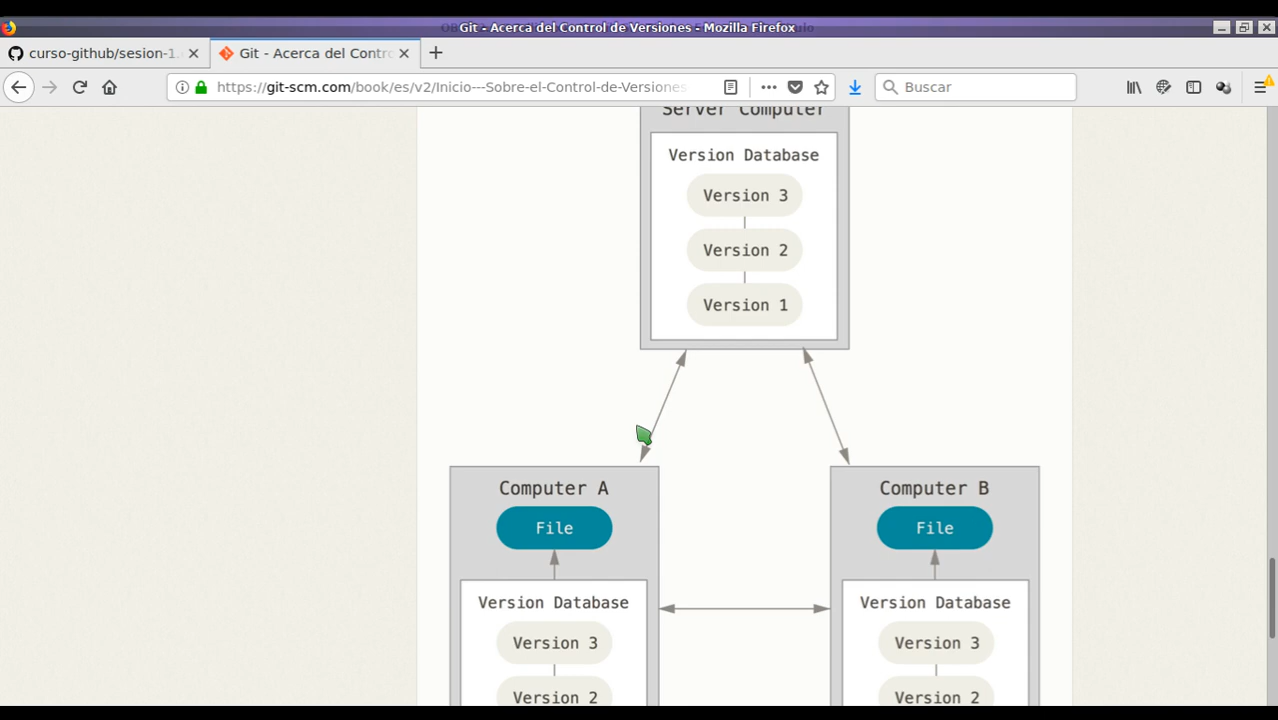 Git - Acerca del Control de Versiones - Mozilla Firefox
curso-github/sesion-1.
Git - Acerca del Contro
https://git-scm.com/book/es/v2/Inicio---Sobre-el-Control-de-Versiones
Buscar
Server Computer
Version Database
Version 3
Version 2
Version 1
Computer A
File
Version Database
Version 3
Version 2
Computer B
File
Version Database
Version 3
Version 2